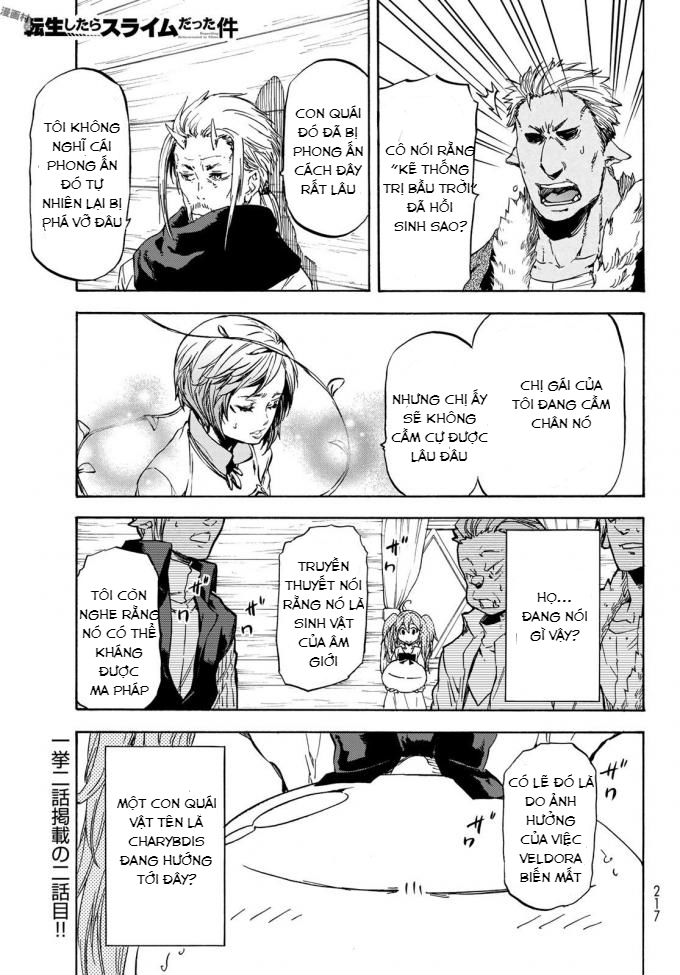 漫画村
転生したらスライムだった件
CÔ NÓI RẰNG
"KẼ THỐNG
TRỊ BẦU TRỜI"
ĐÃ HỒI
SINH SAO?
CON QUÁI
ĐÓ ĐÃ BỊ
PHONG ẤN
CÁCH ĐÂY
RẤT LÂU
TÔI KHÔNG
NGHĨ CÁI
PHONG ẤN
ĐÓ TỰ
NHIÊN LẠI BỊ
PHÁ VỠ ĐÂU
CHỊ GÁI CỦA
TÔI ĐANG CẦM
CHÂN NÓ
NHƯNG CHỊ ẤY
SẼ KHÔNG
CẦM CỰ ĐƯỢC
LÂU ĐÂU
HỌ...
ĐANG NÓI
GÌ VẬY?
TRUYỀN
THUYẾT NÓI
RẰNG NÓ LÀ
SINH VẬT
CỦA ÂM
GIỚI
TÔI CÒN
NGHE RẰNG
NÓ CÓ THỂ
KHÁNG
ĐƯỢC
MA PHÁP
CÓ LẼ ĐÓ LÀ
DO ẢNH
HƯỞNG
CỦA VIỆC
VELDORA
BIẾN MẤT
MỘT CON QUÁI
VẬT TÊN LÀ
CHARYBDIS
ĐANG HƯỚNG
TỚI ĐÂY?
一挙二話掲載の二話目!!
217